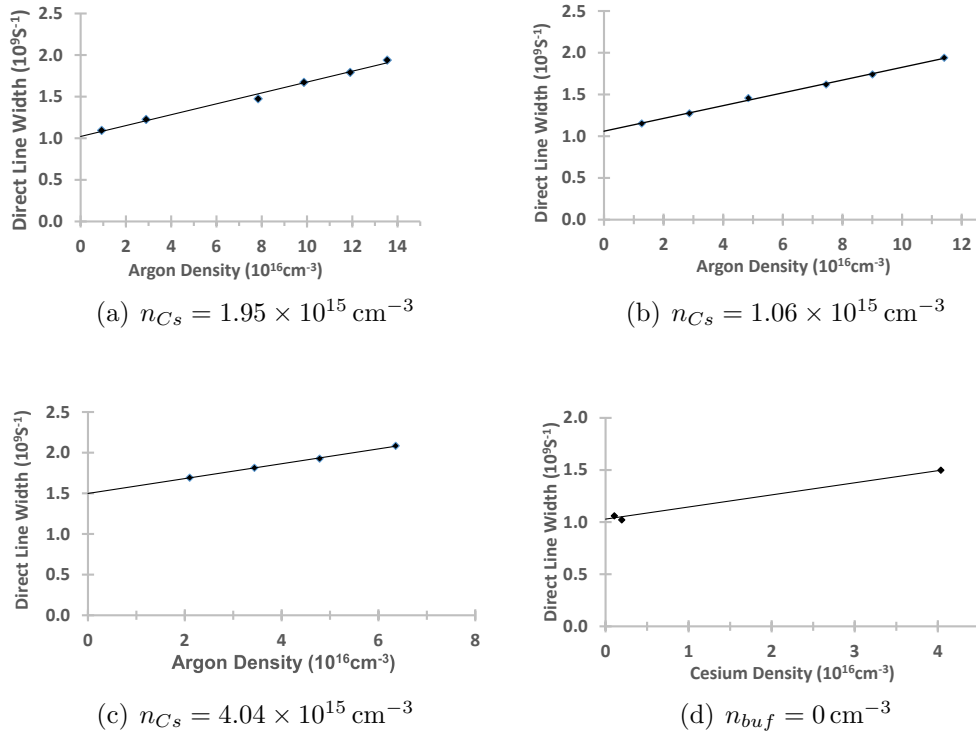 2.5
2.0
1.5
1.0
0.5
0.0
Direct Line Width (10⁹S⁻¹)
0 2 4 6 8 10 12 14
Argon Density (10¹⁶cm⁻³)
(a) n_{Cs} = 1.95 × 10¹⁵ cm⁻³
2.5
2.0
1.5
1.0
0.5
0.0
Direct Line Width (10⁹S⁻¹)
0 2 4 6 8 10 12
Argon Density (10¹⁶cm⁻³)
(b) n_{Cs} = 1.06 × 10¹⁵ cm⁻³
2.5
2.0
1.5
1.0
0.5
0.0
Direct Line Width (10⁹S⁻¹)
0 2 4 6 8
Argon Density (10¹⁶cm⁻³)
(c) n_{Cs} = 4.04 × 10¹⁵ cm⁻³
2.0
1.5
1.0
0.5
0.0
Direct Line Width (10⁹S⁻¹)
0 1 2 3 4
Cesium Density (10¹⁶cm⁻³)
(d) n_{buf} = 0 cm⁻³